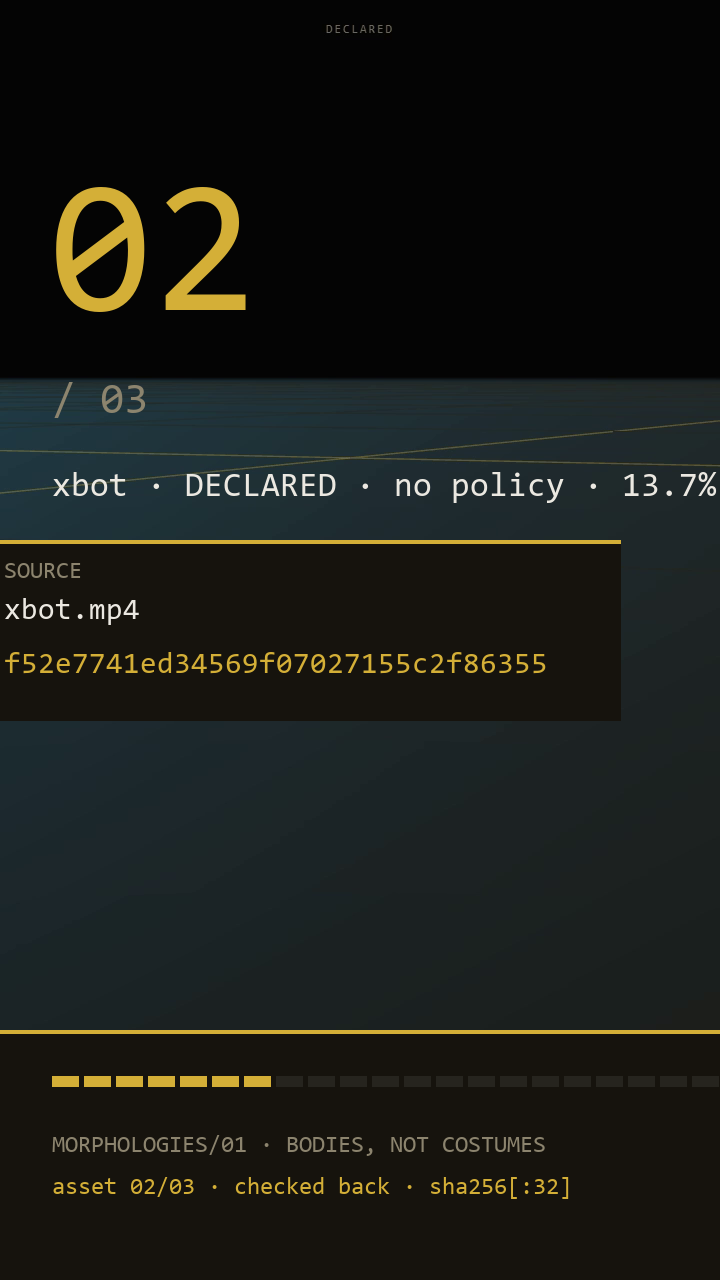 DECLARED
02
/ 03
xbot · DECLARED · no policy · 13.7%
SOURCE
xbot.mp4
f52e7741ed34569f07027155c2f86355
MORPHOLOGIES/01 · BODIES, NOT COSTUMES
asset 02/03 · checked back · sha256[:32]